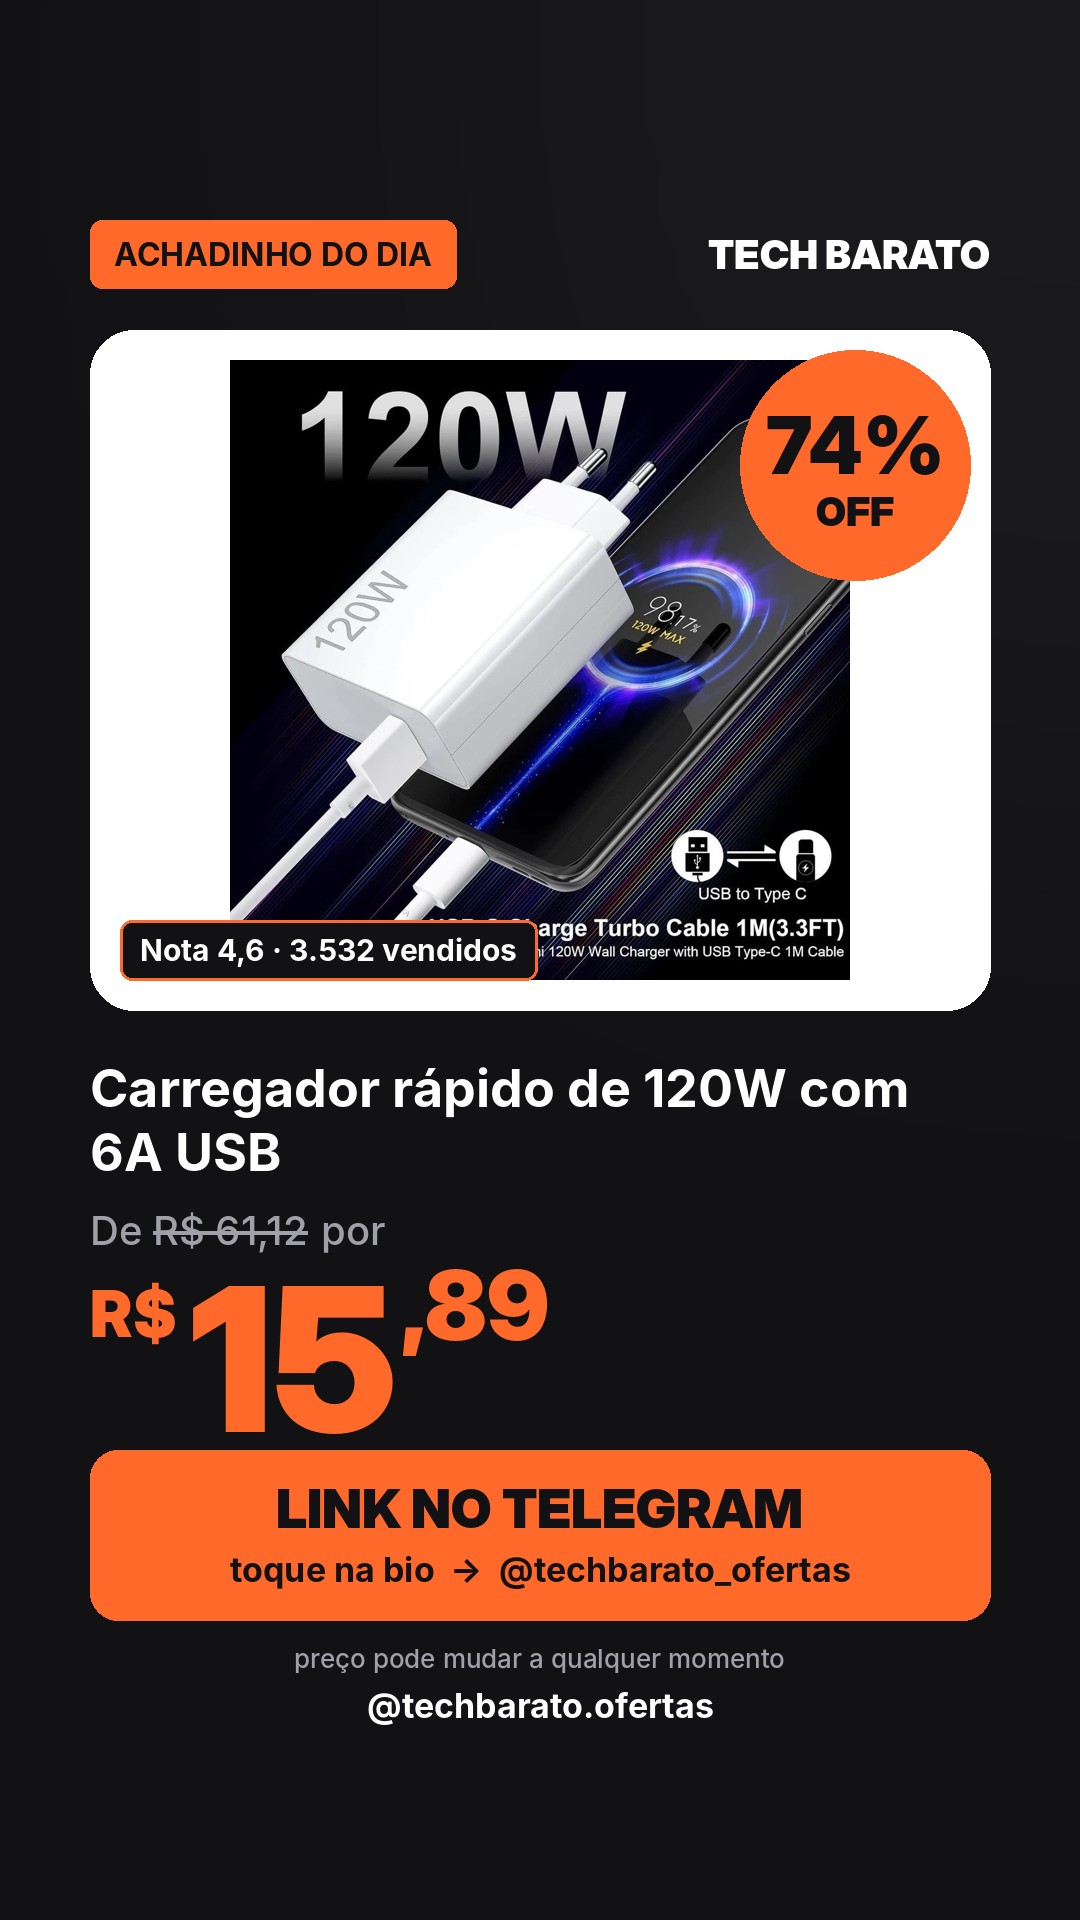 ACHADINHO DO DIA
TECH BARATO
120W
74%
OFF
120W
98.17%
120W MAX
USB to Type C
arge Turbo Cable 1M(3.3FT)
120W Wall Charger with USB Type-C 1M Cable
Nota 4,6 · 3.532 vendidos
Carregador rápido de 120W com
6A USB
De R$ 61,12 por
R$ 15,89
LINK NO TELEGRAM
toque na bio → @techbarato_ofertas
preço pode mudar a qualquer momento
@techbarato.ofertas